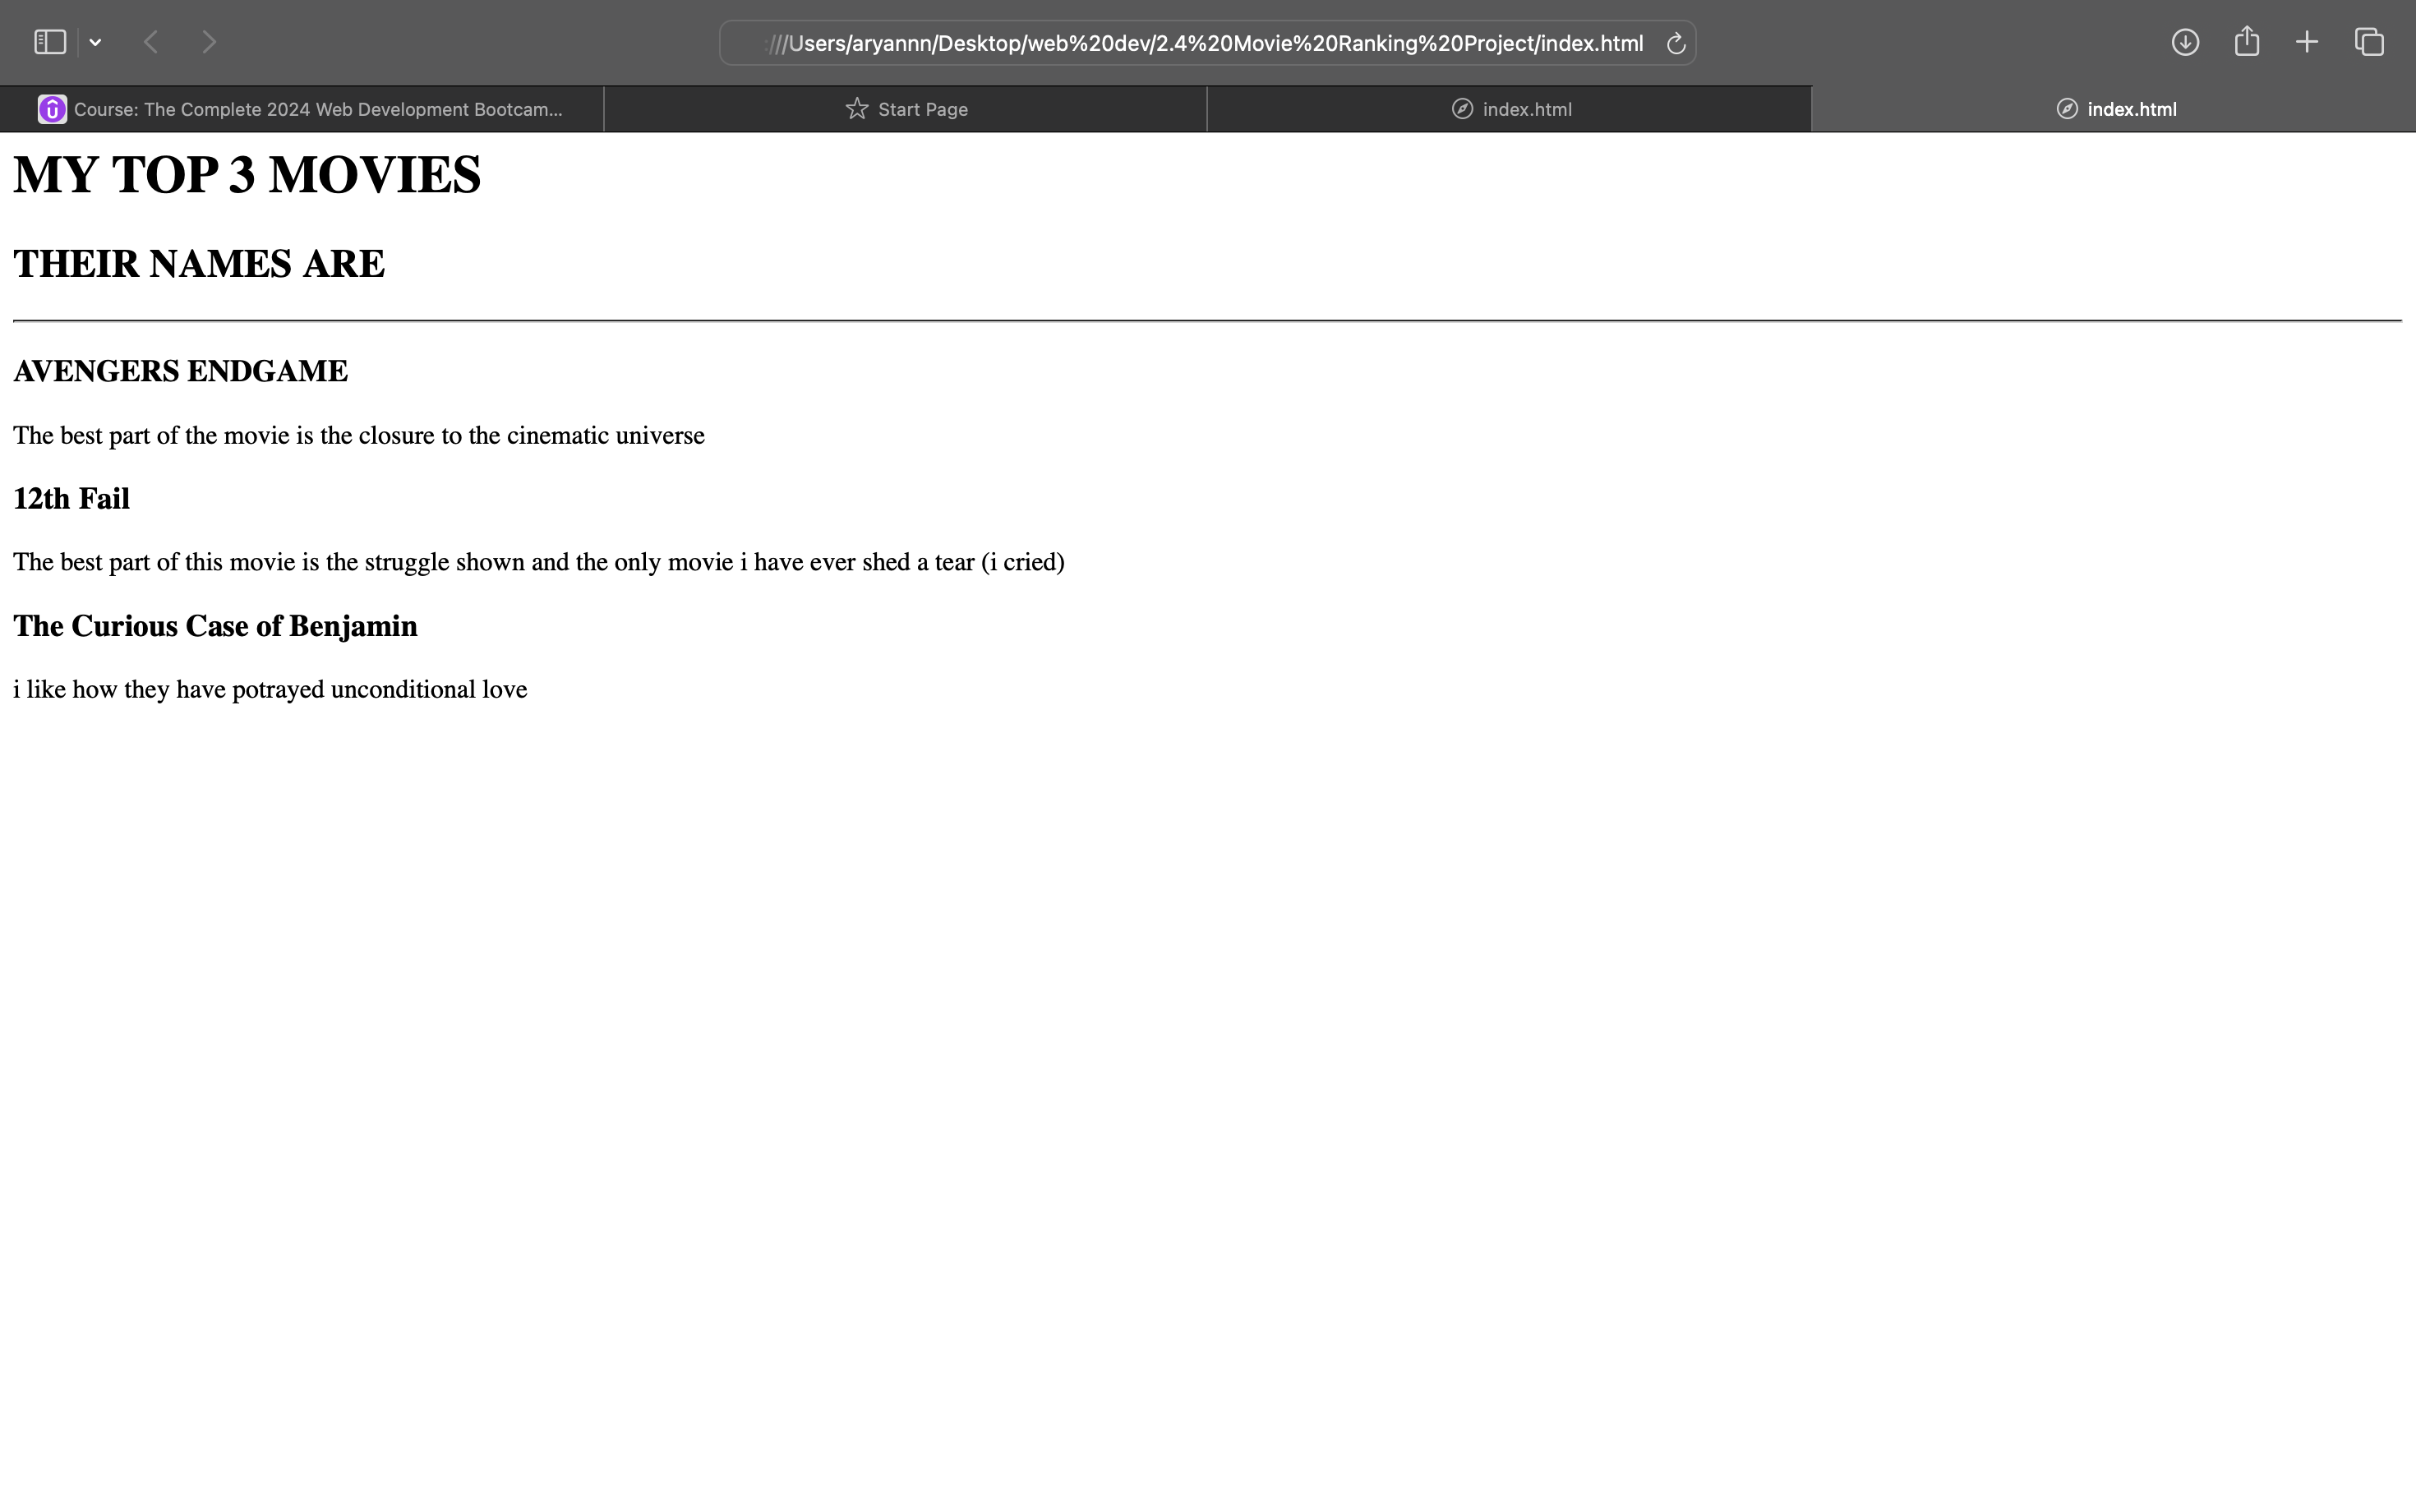 :///Users/aryannn/Desktop/web%20dev/2.4%20Movie%20Ranking%20Project/index.html
Course: The Complete 2024 Web Development Bootcam...
Start Page
index.html
index.html
MY TOP 3 MOVIES
THEIR NAMES ARE
AVENGERS ENDGAME
The best part of the movie is the closure to the cinematic universe
12th Fail
The best part of this movie is the struggle shown and the only movie i have ever shed a tear (i cried)
The Curious Case of Benjamin
i like how they have potrayed unconditional love